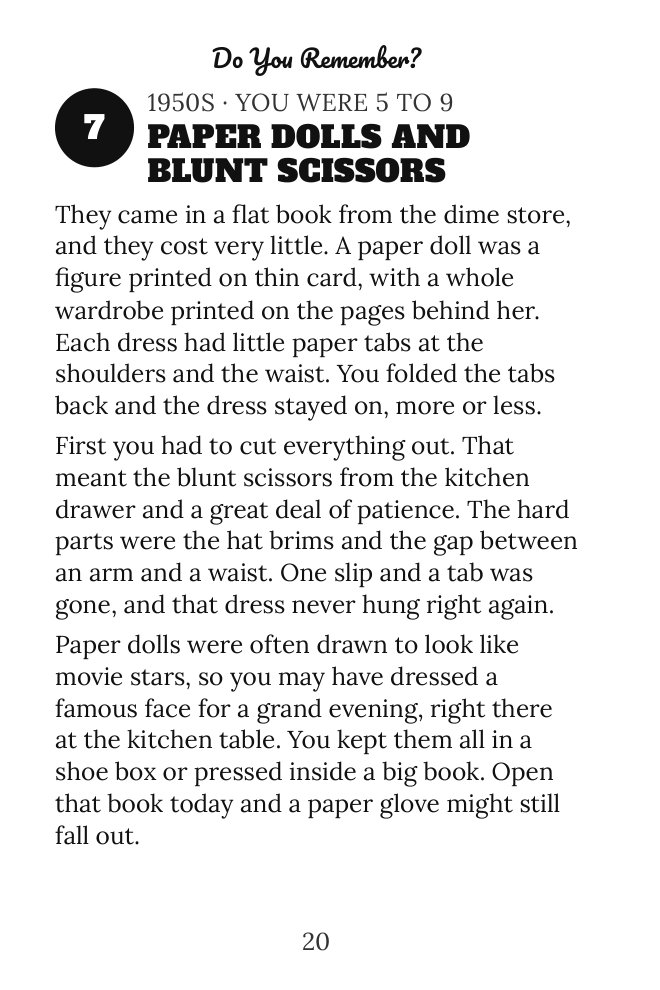 Do You Remember?
7
1950S · YOU WERE 5 TO 9
PAPER DOLLS AND
BLUNT SCISSORS
They came in a flat book from the dime store,
and they cost very little. A paper doll was a
figure printed on thin card, with a whole
wardrobe printed on the pages behind her.
Each dress had little paper tabs at the
shoulders and the waist. You folded the tabs
back and the dress stayed on, more or less.
First you had to cut everything out. That
meant the blunt scissors from the kitchen
drawer and a great deal of patience. The hard
parts were the hat brims and the gap between
an arm and a waist. One slip and a tab was
gone, and that dress never hung right again.
Paper dolls were often drawn to look like
movie stars, so you may have dressed a
famous face for a grand evening, right there
at the kitchen table. You kept them all in a
shoe box or pressed inside a big book. Open
that book today and a paper glove might still
fall out.
20